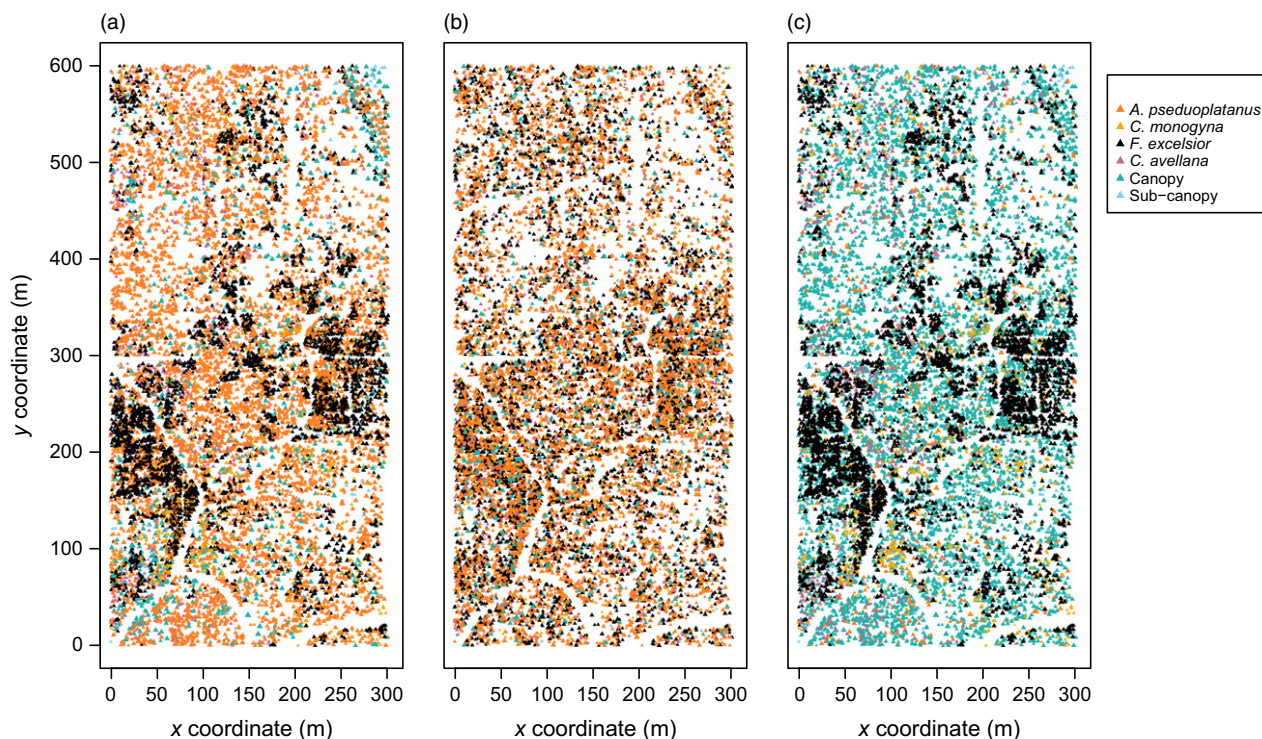 (a) (b) (c)
600
500
400
300
200
100
0
y coordinate (m)
0 50 100 150 200 250 300
0 50 100 150 200 250 300
0 50 100 150 200 250 300
x coordinate (m) x coordinate (m) x coordinate (m)
A. pseduoplatanus
C. monogyna
F. excelsior
C. avellana
Canopy
Sub−canopy